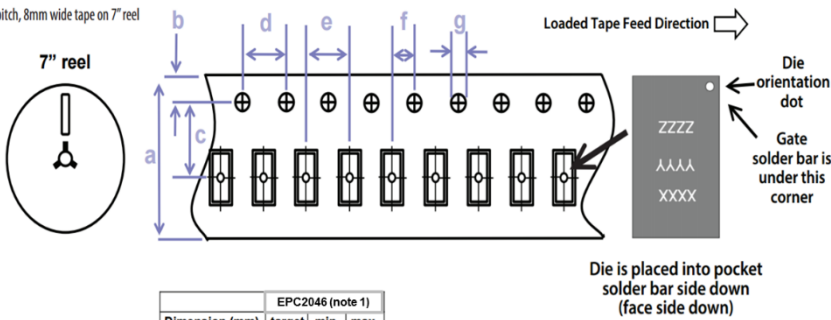 pitch, 8mm wide tape on 7” reel
7” reel
b
d
e
f
g
Loaded Tape Feed Direction
a
c
Die
orientation
dot
ZZZZ
YYYY
XXXX
Gate
solder bar is
under this
corner
Die is placed into pocket
solder bar side down
(face side down)
EPC2046 (note 1)
Dimension (mm) target min max